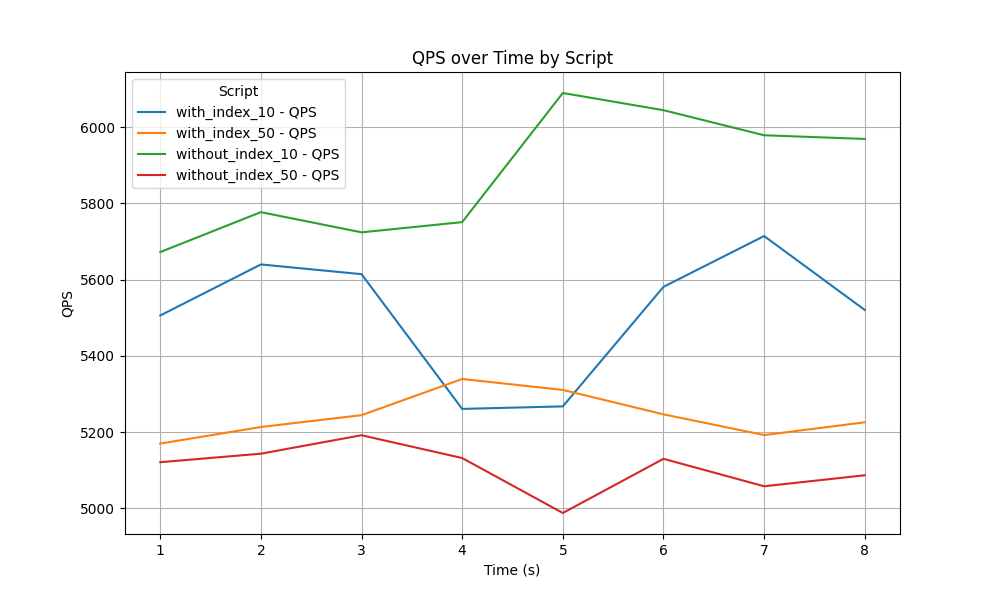 QPS over Time by Script
Script
with_index_10 - QPS
with_index_50 - QPS
without_index_10 - QPS
without_index_50 - QPS
QPS
6000
5800
5600
5400
5200
5000
1 2 3 4 5 6 7 8
Time (s)